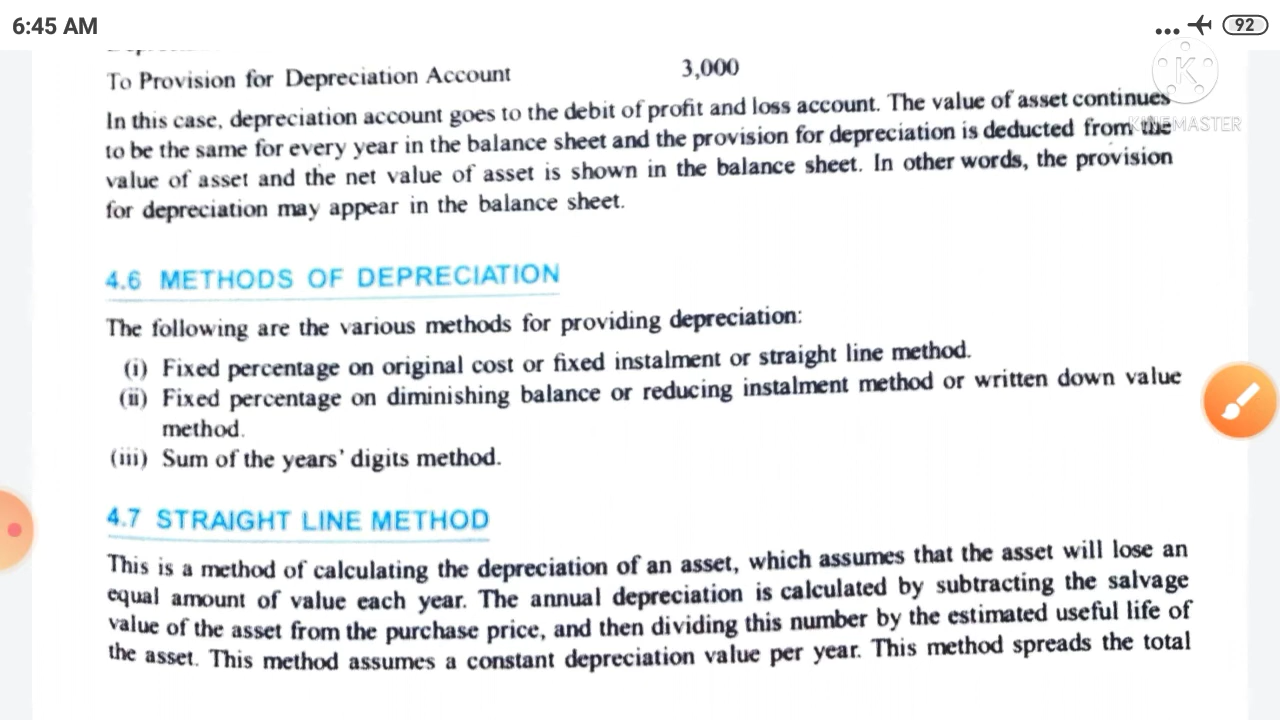 6:45 AM
92
To Provision for Depreciation Account 3,000
K
KINEMASTER
In this case, depreciation account goes to the debit of profit and loss account. The value of asset continues
to be the same for every year in the balance sheet and the provision for depreciation is deducted from the
value of asset and the net value of asset is shown in the balance sheet. In other words, the provision
for depreciation may appear in the balance sheet.
4.6 METHODS OF DEPRECIATION
The following are the various methods for providing depreciation:
(i) Fixed percentage on original cost or fixed instalment or straight line method.
(ii) Fixed percentage on diminishing balance or reducing instalment method or written down value
method.
(iii) Sum of the years' digits method.
4.7 STRAIGHT LINE METHOD
This is a method of calculating the depreciation of an asset, which assumes that the asset will lose an
equal amount of value each year. The annual depreciation is calculated by subtracting the salvage
value of the asset from the purchase price, and then dividing this number by the estimated useful life of
the asset. This method assumes a constant depreciation value per year. This method spreads the total